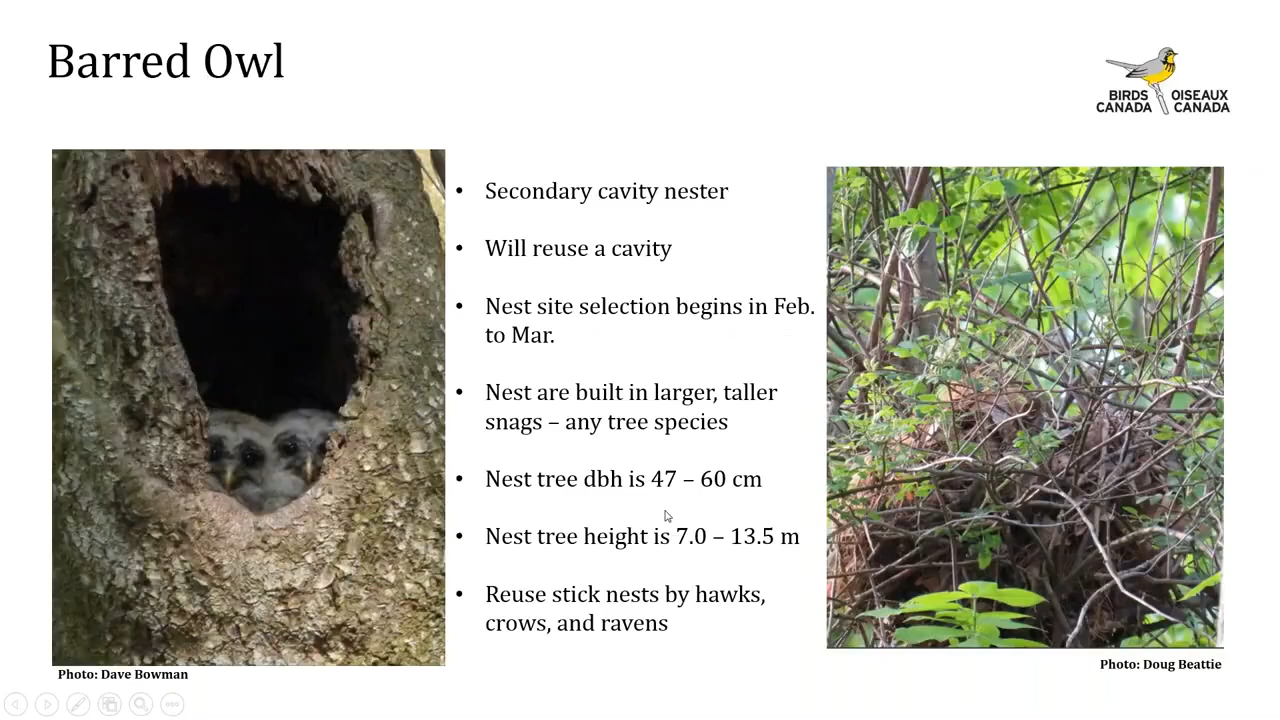 Barred Owl
BIRDS OISEAUX
CANADA CANADA
• Secondary cavity nester
• Will reuse a cavity
• Nest site selection begins in Feb.
to Mar.
• Nest are built in larger, taller
snags – any tree species
• Nest tree dbh is 47 – 60 cm
• Nest tree height is 7.0 – 13.5 m
• Reuse stick nests by hawks,
crows, and ravens
Photo: Dave Bowman
Photo: Doug Beattie